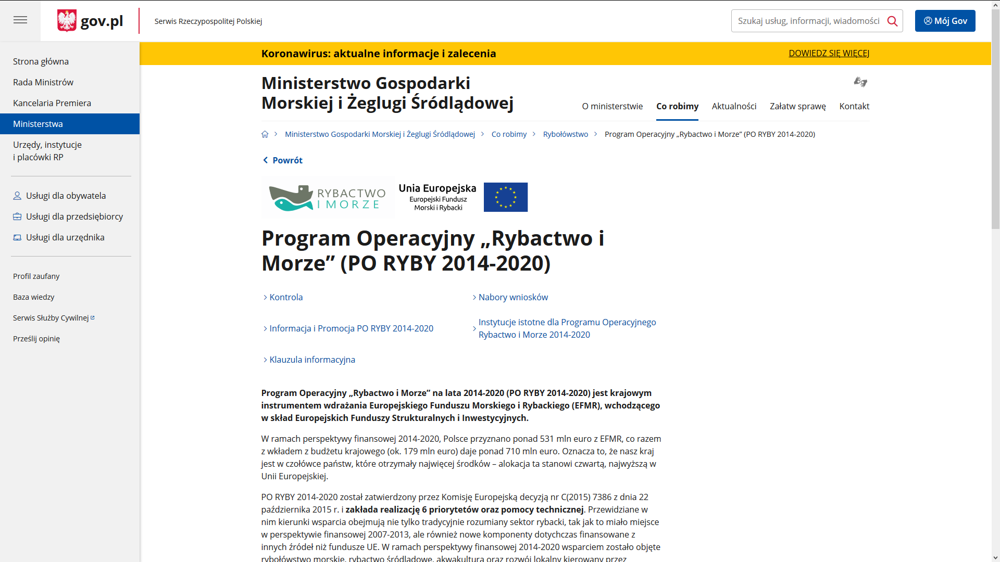 gov.pl
Serwis Rzeczypospolitej Polskiej
Szukaj usług, informacji, wiadomości
Mój Gov
Strona główna
Rada Ministrów
Kancelaria Premiera
Ministerstwa
Urzędy, instytucje
i placówki RP
Usługi dla obywatela
Usługi dla przedsiębiorcy
Usługi dla urzędnika
Profil zaufany
Baza wiedzy
Serwis Służby Cywilnej
Prześlij opinię
Koronawirus: aktualne informacje i zalecenia
DOWIEDZ SIĘ WIĘCEJ
Ministerstwo Gospodarki
Morskiej i Żeglugi Śródlądowej
O ministerstwie
Co robimy
Aktualności
Załatw sprawę
Kontakt
Ministerstwo Gospodarki Morskiej i Żeglugi Śródlądowej
Co robimy
Rybołówstwo
Program Operacyjny „Rybactwo i Morze” (PO RYBY 2014-2020)
Powrót
RYBACTWO
I MORZE
Unia Europejska
Europejski Fundusz
Morski i Rybacki
Program Operacyjny „Rybactwo i
Morze” (PO RYBY 2014-2020)
Kontrola
Nabory wniosków
Informacja i Promocja PO RYBY 2014-2020
Instytucje istotne dla Programu Operacyjnego
Rybactwo i Morze 2014-2020
Klauzula informacyjna
Program Operacyjny „Rybactwo i Morze” na lata 2014-2020 (PO RYBY 2014-2020) jest krajowym
instrumentem wdrażania Europejskiego Funduszu Morskiego i Rybackiego (EFMR), wchodzącego
w skład Europejskich Funduszy Strukturalnych i Inwestycyjnych.
W ramach perspektywy finansowej 2014-2020, Polsce przyznano ponad 531 mln euro z EFMR, co razem
z wkładem z budżetu krajowego (ok. 179 mln euro) daje ponad 710 mln euro. Oznacza to, że nasz kraj
jest w czołówce państw, które otrzymały najwięcej środków – alokacja ta stanowi czwartą, najwyższą w
Unii Europejskiej.
PO RYBY 2014-2020 został zatwierdzony przez Komisję Europejską decyzją nr C(2015) 7386 z dnia 22
października 2015 r. i zakłada realizację 6 priorytetów oraz pomocy technicznej. Przewidziane w
nim kierunki wsparcia obejmują nie tylko tradycyjnie rozumiany sektor rybacki, tak jak to miało miejsce
w perspektywie finansowej 2007-2013, ale również nowe komponenty dotychczas finansowane z
innych źródeł niż fundusze UE. W ramach perspektywy finansowej 2014-2020 wsparciem zostało objęte
rybołówstwo morskie, rybactwo śródlądowe, akwakultura oraz rozwój lokalny kierowany przez